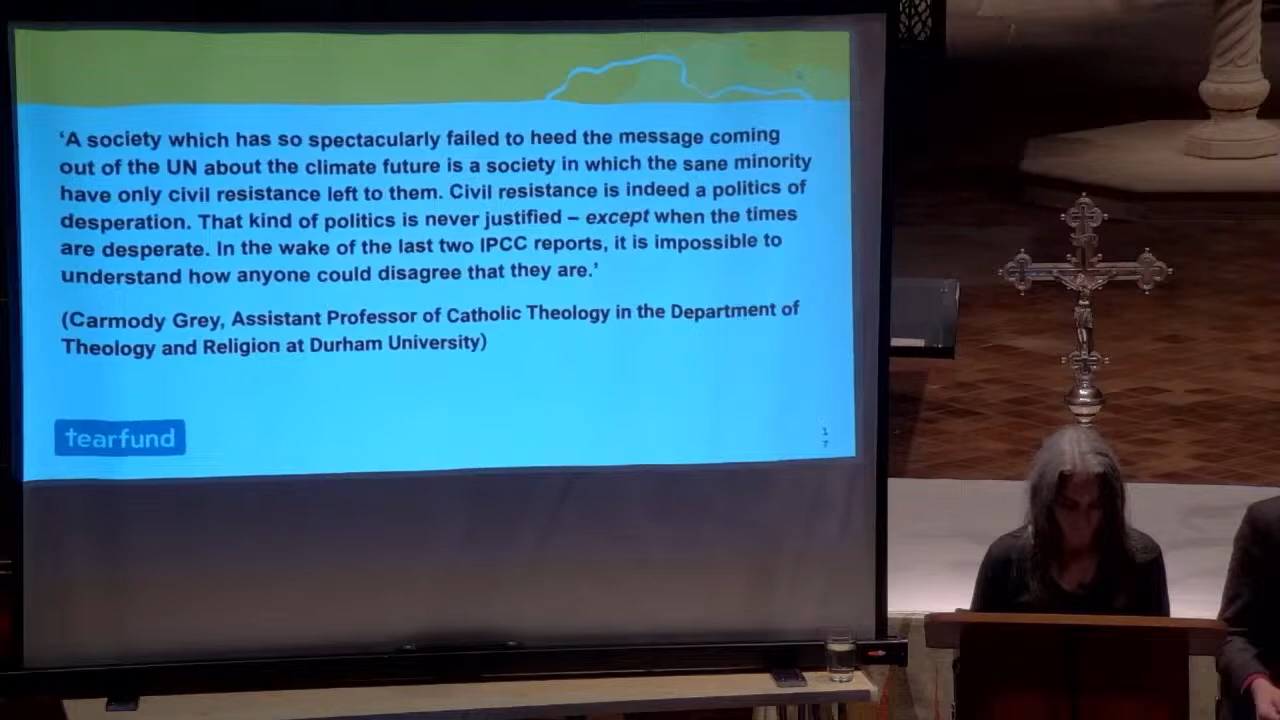 ‘A society which has so spectacularly failed to heed the message coming
out of the UN about the climate future is a society in which the sane minority
have only civil resistance left to them. Civil resistance is indeed a politics of
desperation. That kind of politics is never justified – except when the times
are desperate. In the wake of the last two IPCC reports, it is impossible to
understand how anyone could disagree that they are.’
(Carmody Grey, Assistant Professor of Catholic Theology in the Department of
Theology and Religion at Durham University)
tearfund
1
7